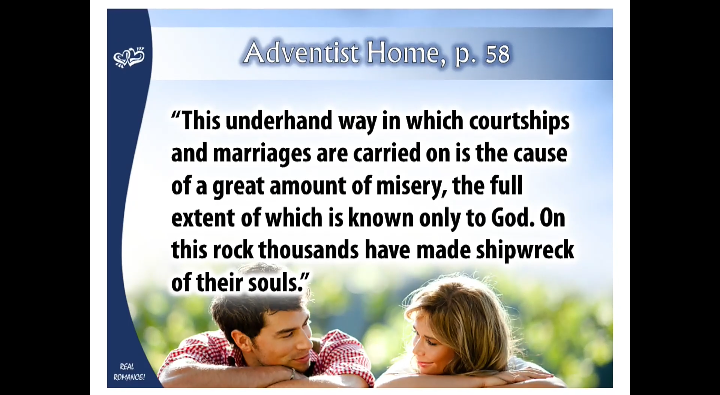 Adventist Home, p. 58
“This underhand way in which courtships
and marriages are carried on is the cause
of a great amount of misery, the full
extent of which is known only to God. On
this rock thousands have made shipwreck
of their souls.”
REAL
ROMANCE!